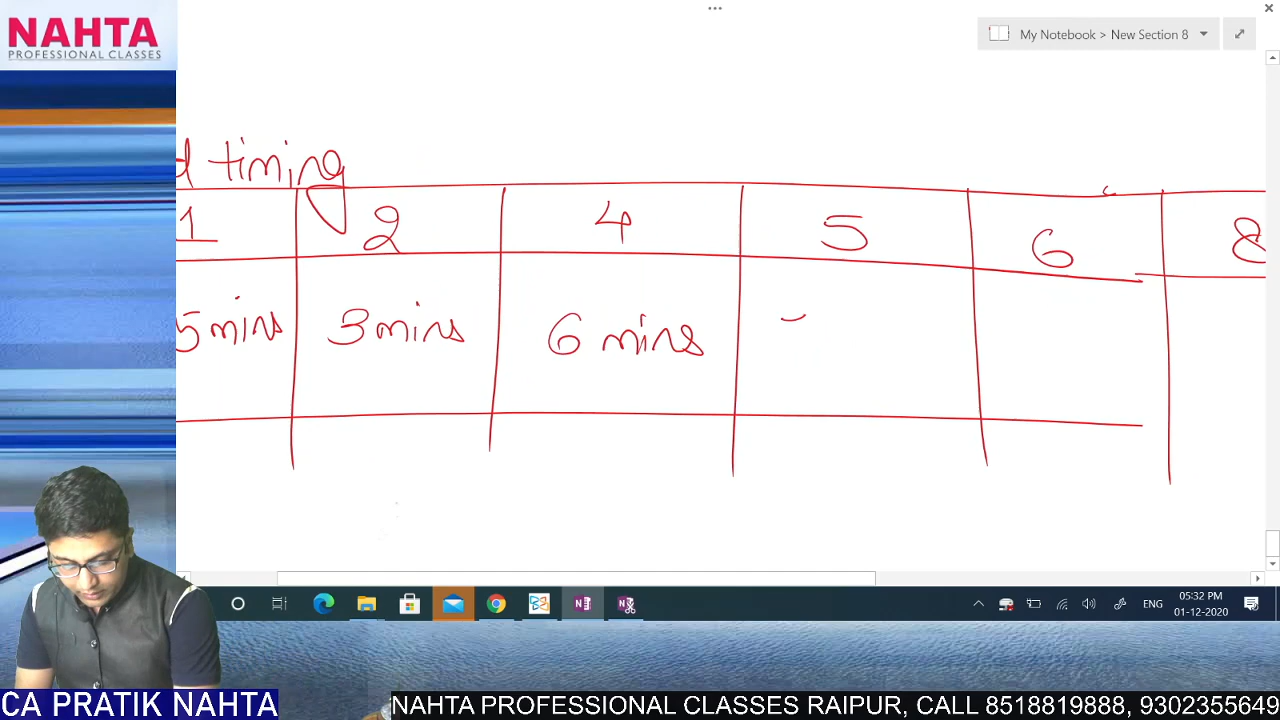 NAHTA
PROFESSIONAL CLASSES
My Notebook > New Section 8
timing
1 2 4 5 6 8
5 mins 3 mins 6 mins
ENG
05:32 PM
01-12-2020
CA PRATIK NAHTA
NAHTA PROFESSIONAL CLASSES RAIPUR, CALL 8518819888, 9302355649